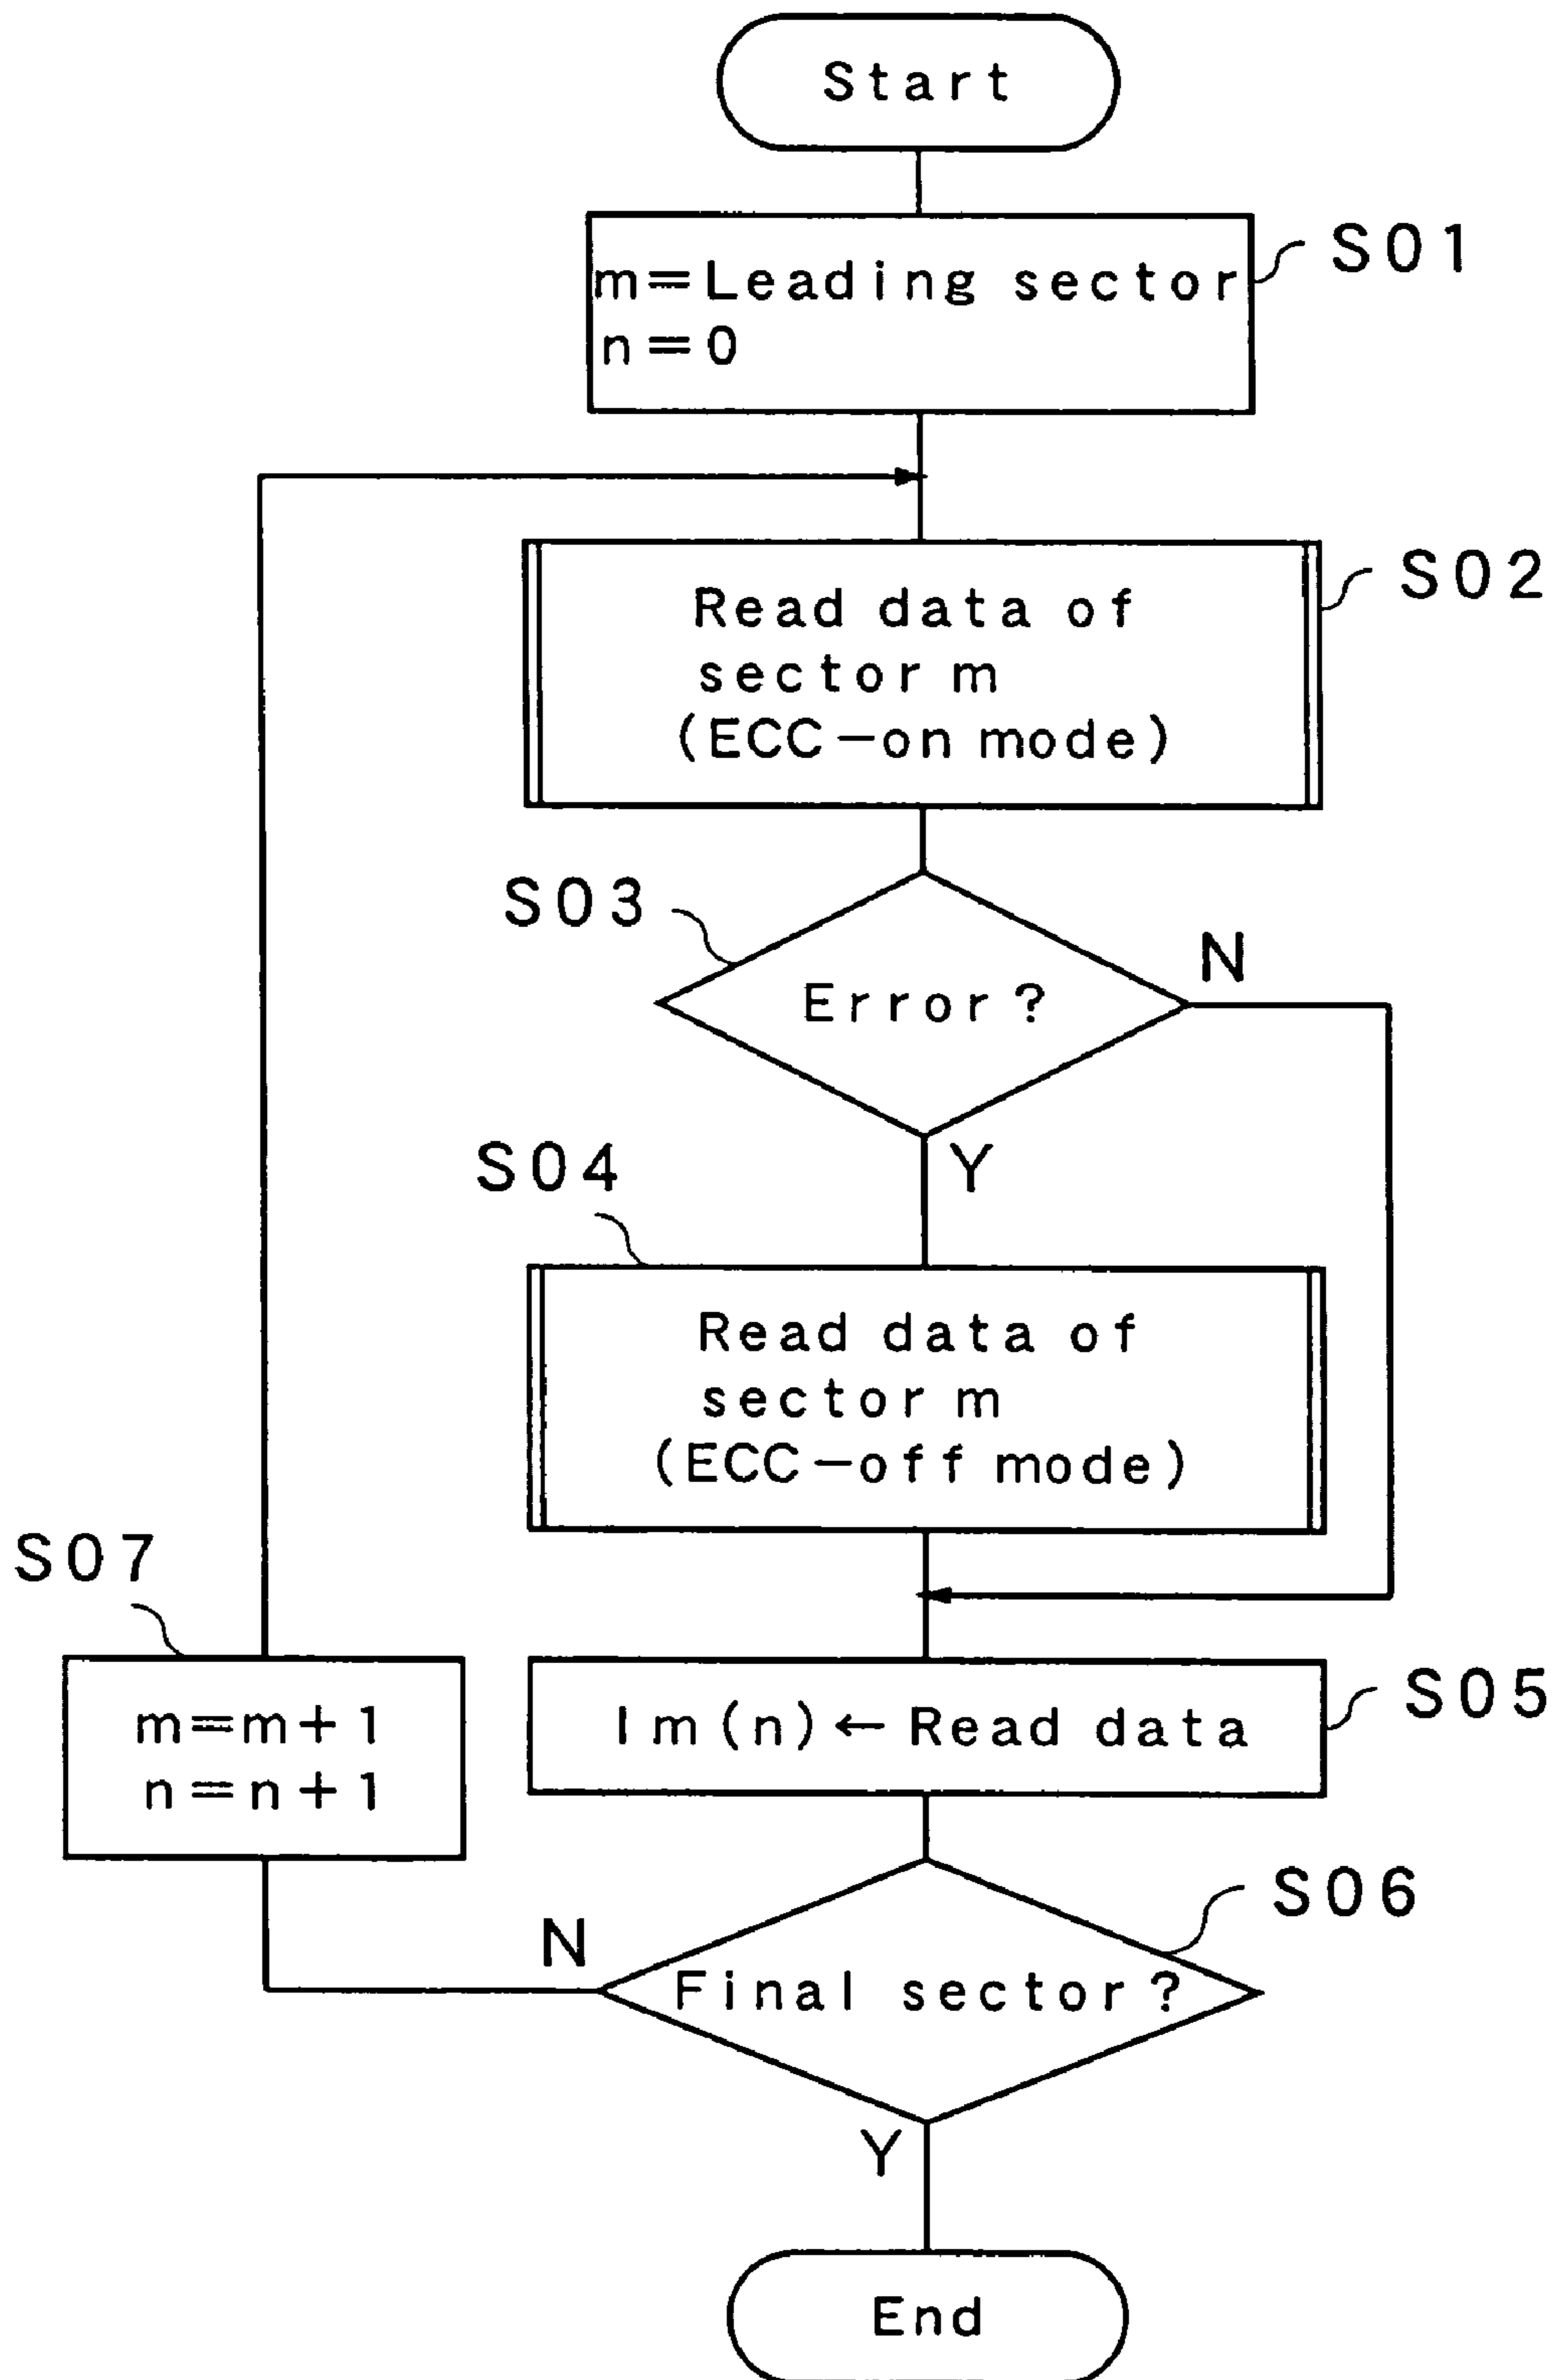 Start
S01
m=Leading sector
n=0
S02
Read data of
sector m
(ECC-on mode)
S03
Error?
N
Y
S04
Read data of
sector m
(ECC-off mode)
S07
m=m+1
n=n+1
S05
Im(n)←Read data
S06
N
Final sector?
Y
End